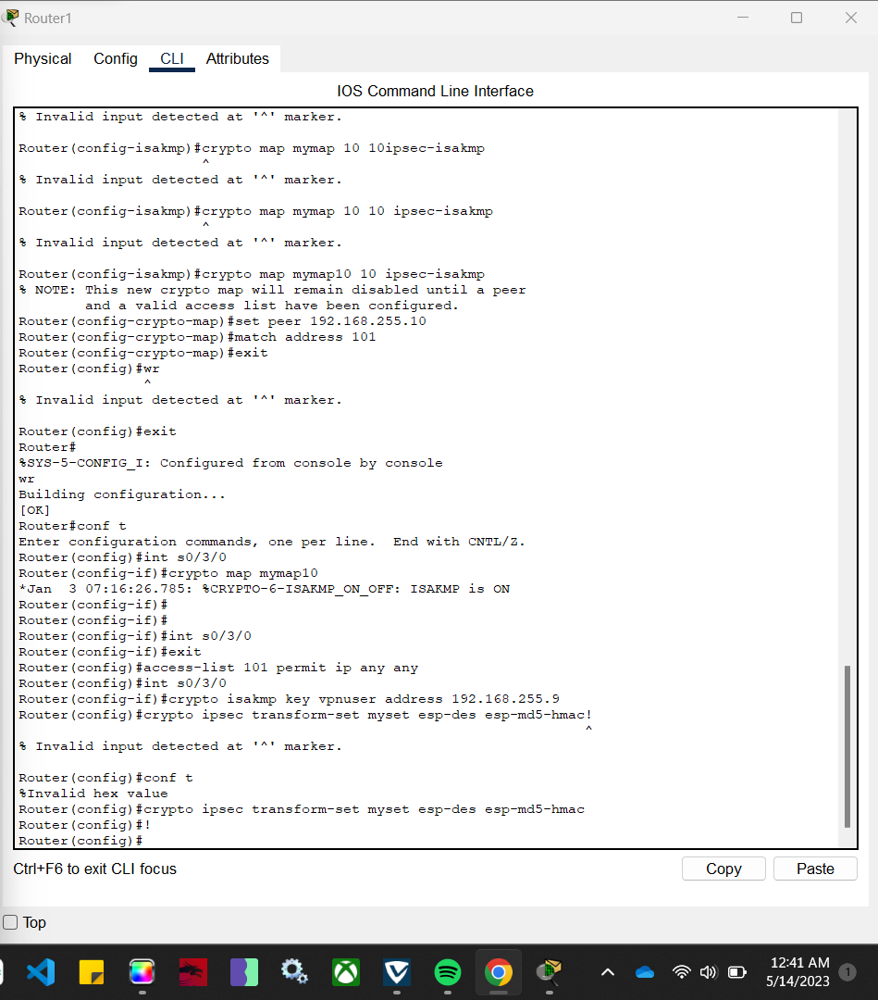 Router1
Physical Config CLI Attributes
IOS Command Line Interface
% Invalid input detected at '^' marker.
Router(config-isakmp)#crypto map mymap 10 10ipsec-isakmp
^
% Invalid input detected at '^' marker.
Router(config-isakmp)#crypto map mymap 10 10 ipsec-isakmp
^
% Invalid input detected at '^' marker.
Router(config-isakmp)#crypto map mymap10 10 ipsec-isakmp
% NOTE: This new crypto map will remain disabled until a peer
and a valid access list have been configured.
Router(config-crypto-map)#set peer 192.168.255.10
Router(config-crypto-map)#match address 101
Router(config-crypto-map)#exit
Router(config)#wr
^
% Invalid input detected at '^' marker.
Router(config)#exit
Router#
%SYS-5-CONFIG_I: Configured from console by console
wr
Building configuration...
[OK]
Router#conf t
Enter configuration commands, one per line.  End with CNTL/Z.
Router(config)#int s0/3/0
Router(config-if)#crypto map mymap10
*Jan  3 07:16:26.785: %CRYPTO-6-ISAKMP_ON_OFF: ISAKMP is ON
Router(config-if)#
Router(config-if)#
Router(config-if)#int s0/3/0
Router(config-if)#exit
Router(config)#access-list 101 permit ip any any
Router(config)#int s0/3/0
Router(config-if)#crypto isakmp key vpnuser address 192.168.255.9
Router(config)#crypto ipsec transform-set myset esp-des esp-md5-hmac!
^
% Invalid input detected at '^' marker.
Router(config)#conf t
%Invalid hex value
Router(config)#crypto ipsec transform-set myset esp-des esp-md5-hmac
Router(config)#!
Router(config)#
Ctrl+F6 to exit CLI focus
Copy Paste
Top
12:41 AM
5/14/2023
1